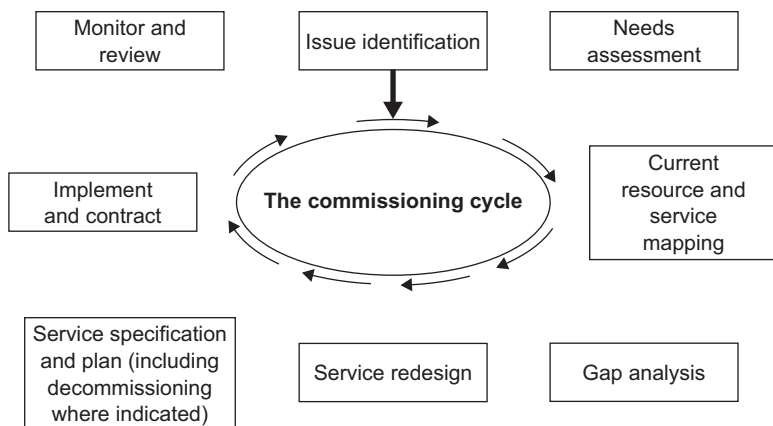 Monitor and
review
Issue identification
Needs
assessment
Implement
and contract
The commissioning cycle
Current
resource and
service
mapping
Service specification
and plan (including
decommissioning
where indicated)
Service redesign
Gap analysis